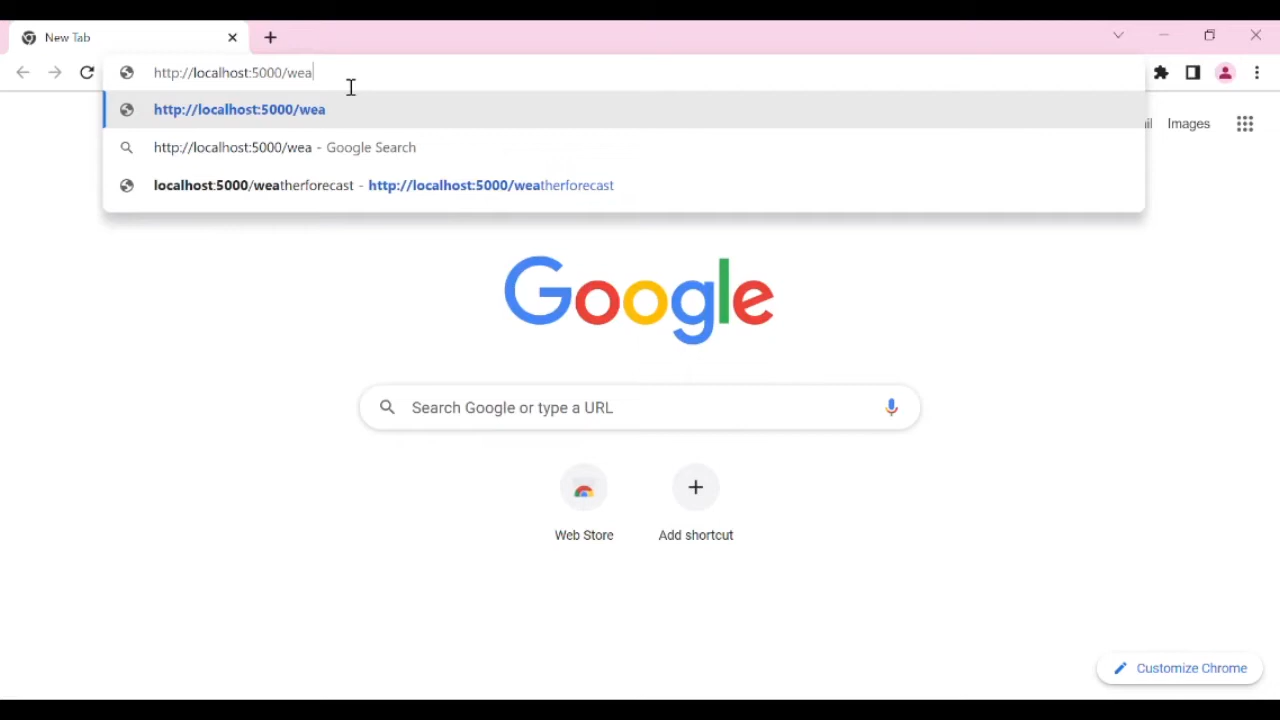 New Tab
http://localhost:5000/wea
http://localhost:5000/wea
http://localhost:5000/wea - Google Search
localhost:5000/weatherforecast - http://localhost:5000/weatherforecast
Images
Google
Search Google or type a URL
Web Store
Add shortcut
Customize Chrome